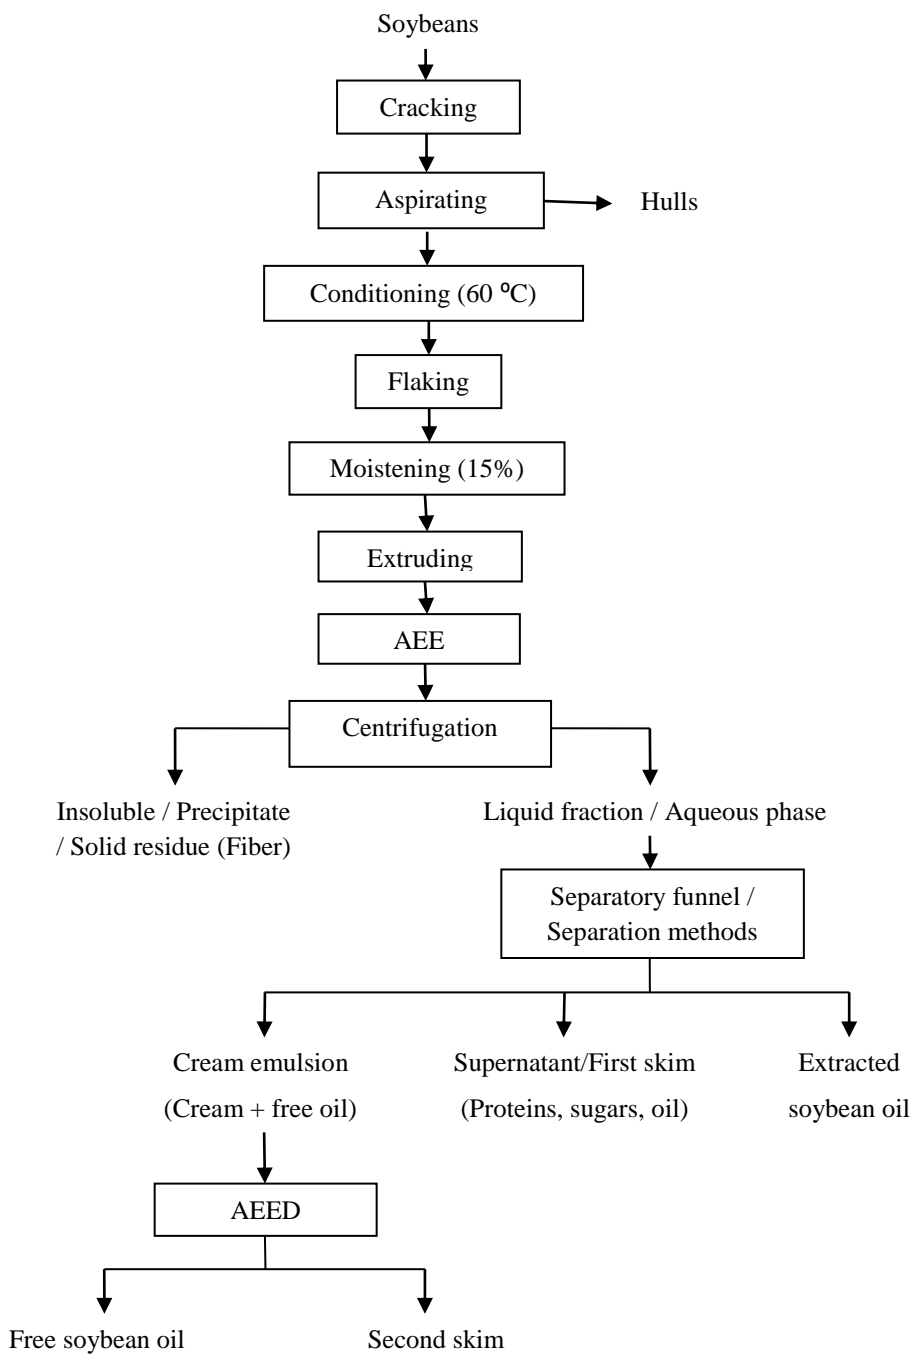 Soybeans
Cracking
Aspirating
Hulls
Conditioning (60 ⁰C)
Flaking
Moistening (15%)
Extruding
AEE
Centrifugation
Insoluble / Precipitate
/ Solid residue (Fiber)
Liquid fraction / Aqueous phase
Separatory funnel /
Separation methods
Cream emulsion
(Cream + free oil)
Supernatant/First skim
(Proteins, sugars, oil)
Extracted
soybean oil
AEED
Free soybean oil
Second skim